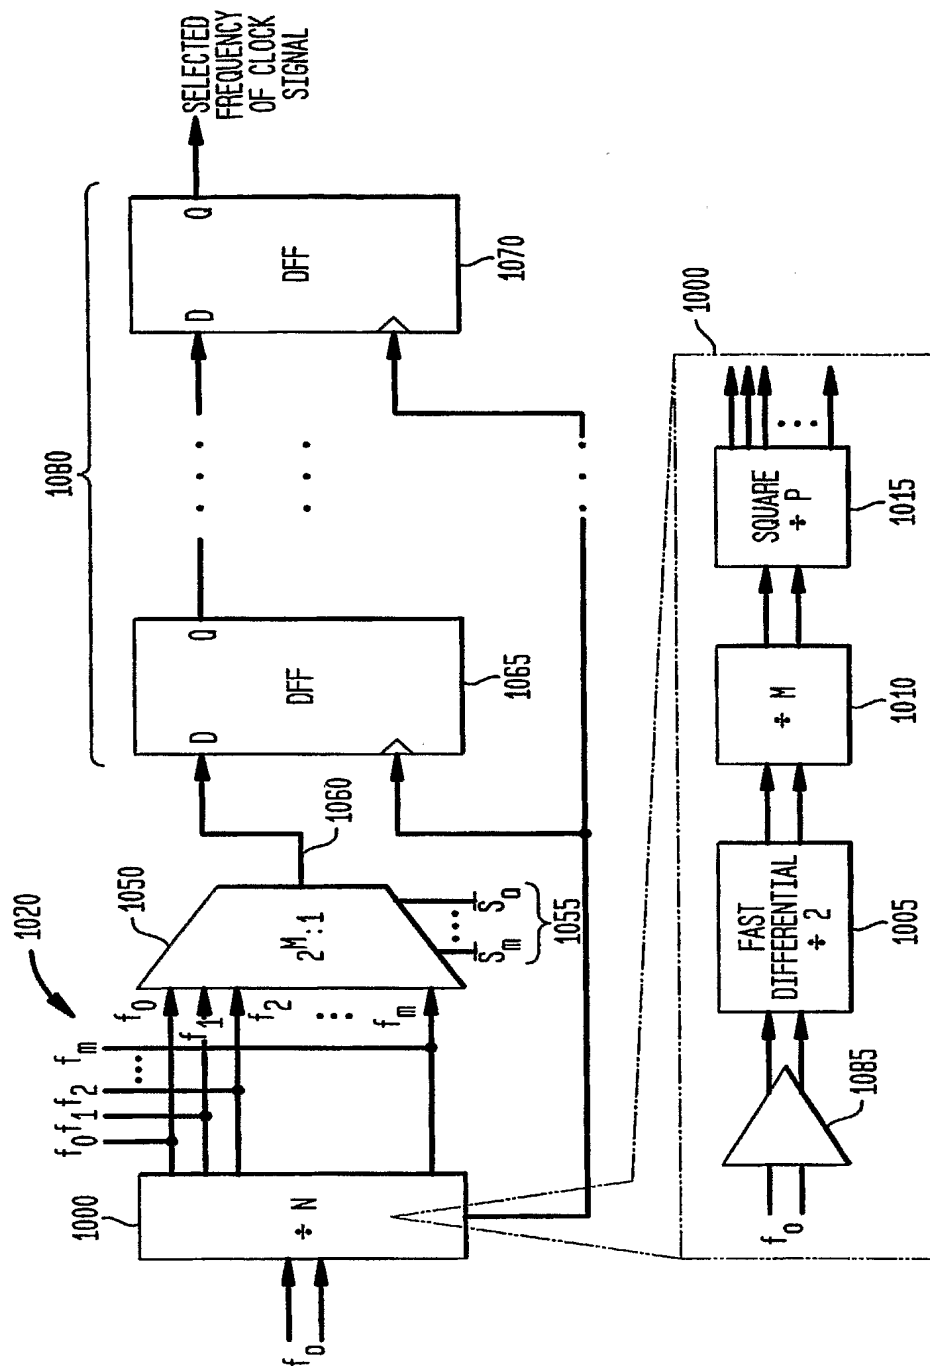 1020
f0 f1 f2 ... fm
1000
÷ N
f0
f0
f1
f2
...
fm
1050
2^M:1
Sm ... S0
1055
1060
1080
D Q
DFF
1065
. . .
D Q
DFF
1070
SELECTED
FREQUENCY
OF CLOCK
SIGNAL
1000
f0
1085
FAST
DIFFERENTIAL
÷ 2
1005
÷ M
1010
SQUARE
÷ P
1015
...